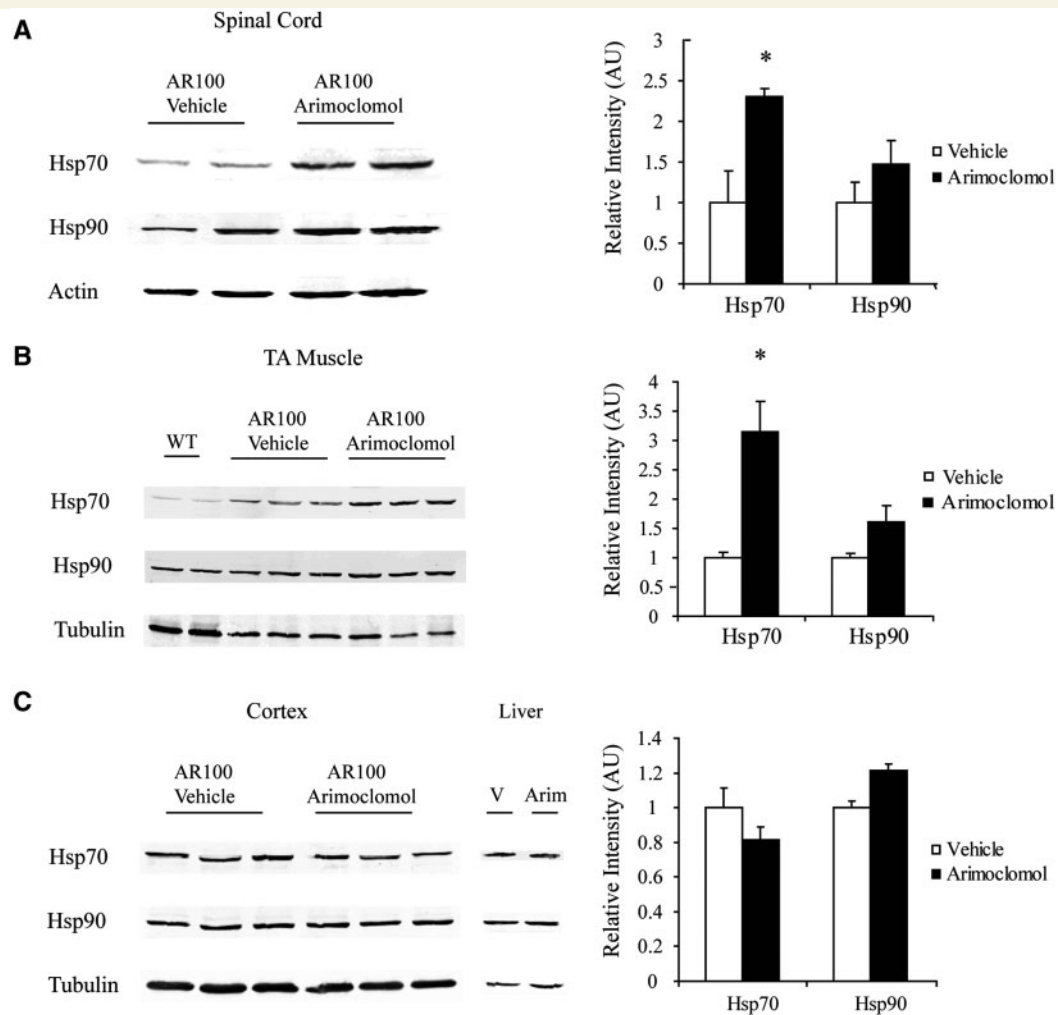 A
Spinal Cord
AR100
Vehicle
AR100
Arimoclomol
Hsp70
Hsp90
Actin
Relative Intensity (AU)
3
2.5
2
1.5
1
0.5
0
*
Hsp70
Hsp90
Vehicle
Arimoclomol
B
TA Muscle
WT
AR100
Vehicle
AR100
Arimoclomol
Hsp70
Hsp90
Tubulin
Relative Intensity (AU)
4
3.5
3
2.5
2
1.5
1
0.5
0
*
Hsp70
Hsp90
Vehicle
Arimoclomol
C
Cortex
Liver
AR100
Vehicle
AR100
Arimoclomol
V
Arim
Hsp70
Hsp90
Tubulin
Relative Intensity (AU)
1.4
1.2
1
0.8
0.6
0.4
0.2
0
Hsp70
Hsp90
Vehicle
Arimoclomol